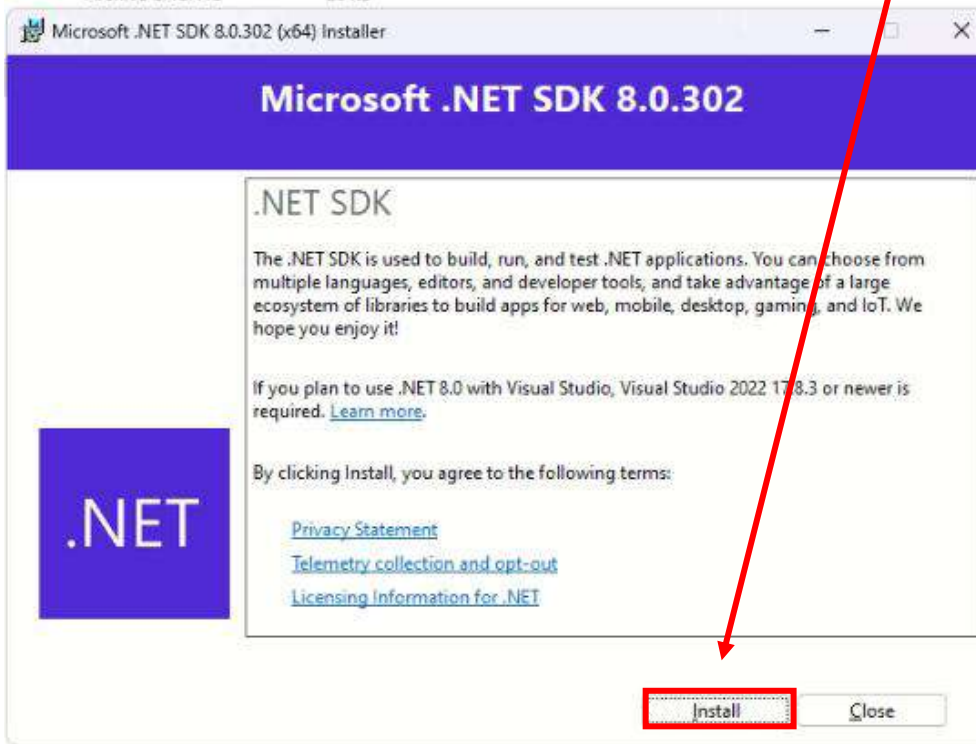 Microsoft .NET SDK 8.0.302 (x64) Installer
Microsoft .NET SDK 8.0.302
.NET SDK
The .NET SDK is used to build, run, and test .NET applications. You can choose from
multiple languages, editors, and developer tools, and take advantage of a large
ecosystem of libraries to build apps for web, mobile, desktop, gaming, and IoT. We
hope you enjoy it!
If you plan to use .NET 8.0 with Visual Studio, Visual Studio 2022 17.8.3 or newer is
required. Learn more.
By clicking Install, you agree to the following terms:
.NET
Privacy Statement
Telemetry collection and opt-out
Licensing Information for .NET
Install
Close